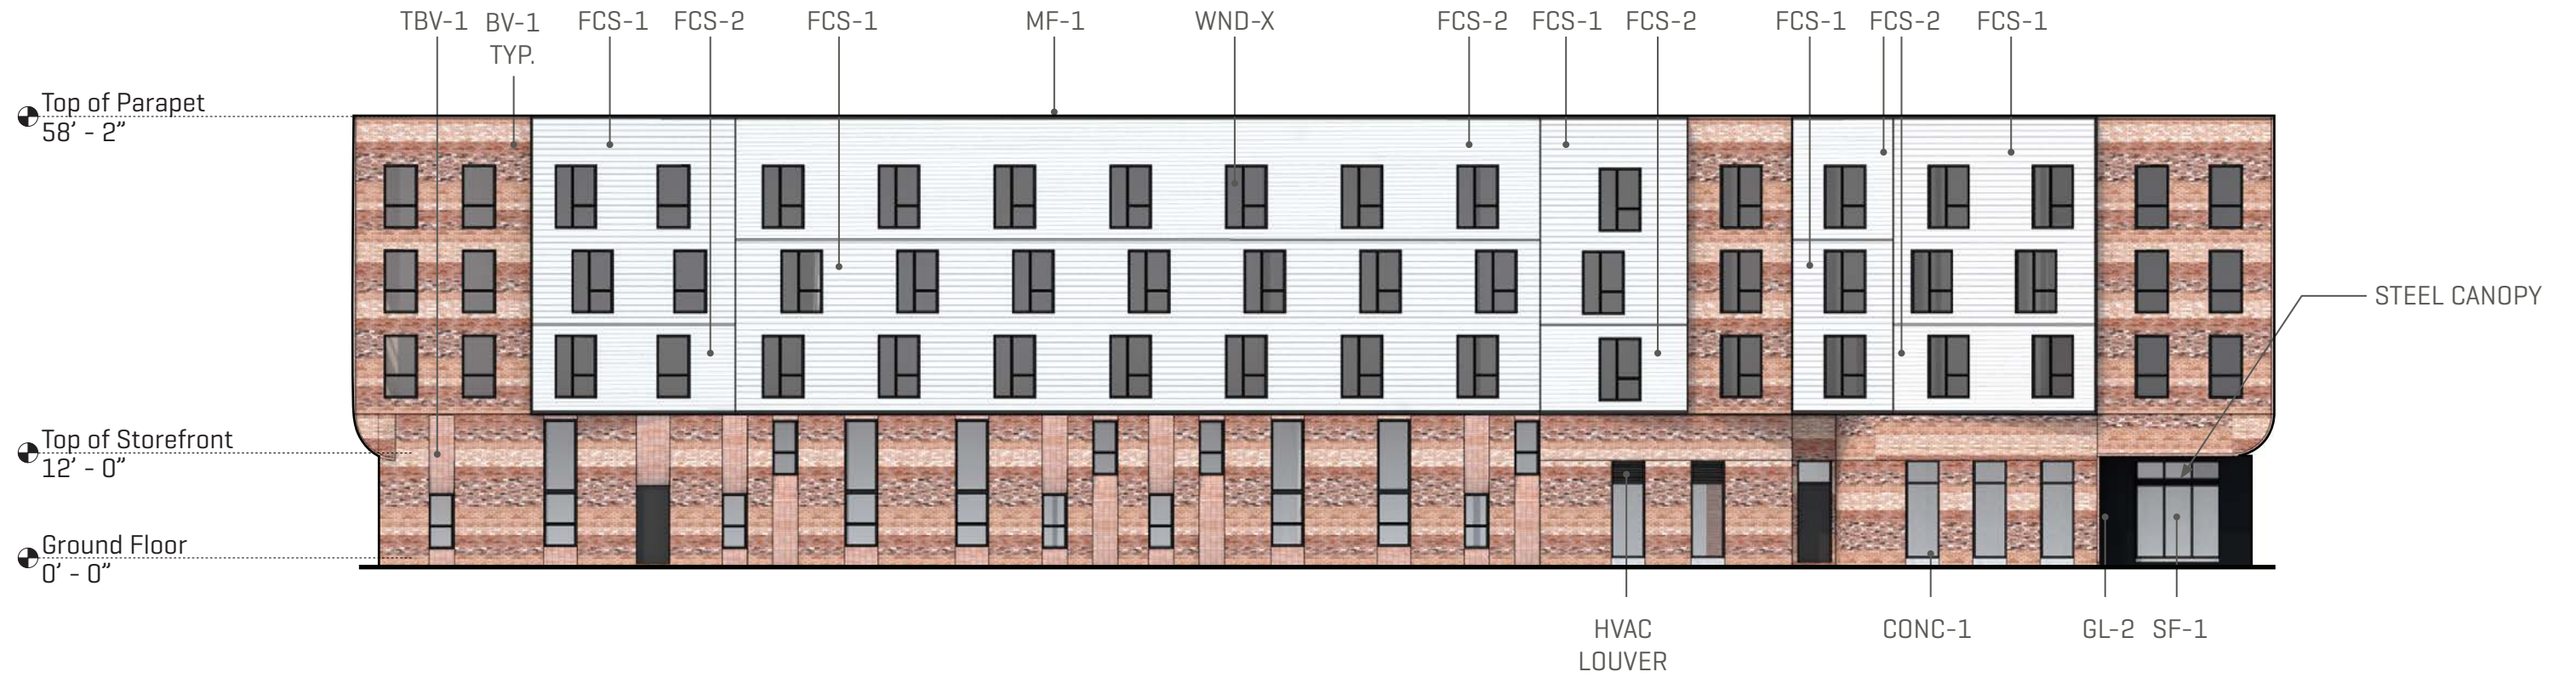 TBV-1
BV-1
TYP.
FCS-1
FCS-2
FCS-1
MF-1
WND-X
FCS-2
FCS-1
FCS-2
FCS-1
FCS-2
FCS-1
Top of Parapet
58' - 2"
STEEL CANOPY
Top of Storefront
12' - 0"
Ground Floor
0' - 0"
HVAC
LOUVER
CONC-1
GL-2
SF-1